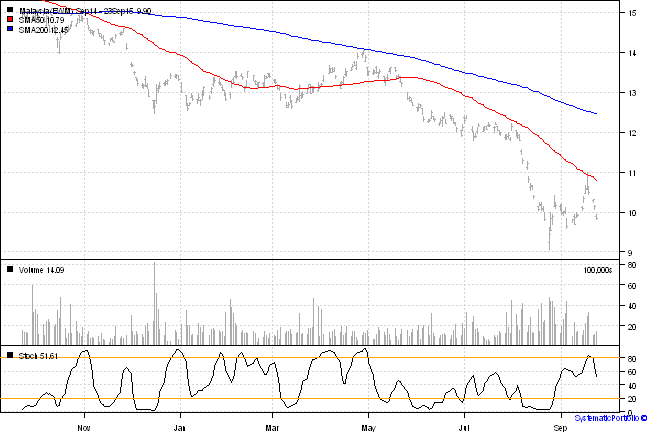 Malaysia(EWM) Sep14 - 23Sep15 9.90
SMA50 10.79
SMA200 12.45
15
14
13
12
11
10
9
Volume 14.09
100,000s
80
60
40
20
Stoch 51.61
80
60
40
20
0
Nov
Jan
Mar
May
Jul
Sep
SystematicPortfolio ©